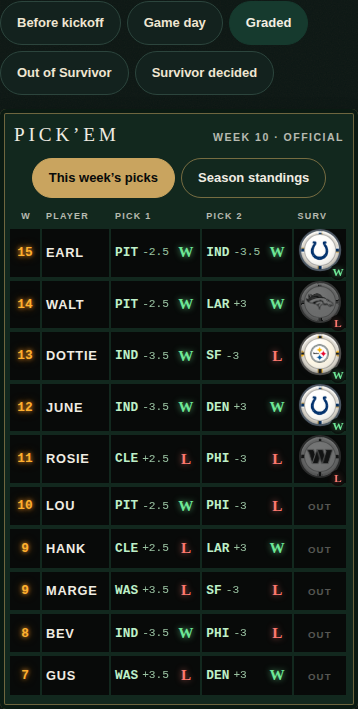 Before kickoff Game day Graded
Out of Survivor Survivor decided
PICK’EM WEEK 10 · OFFICIAL
This week’s picks Season standings
W PLAYER PICK 1 PICK 2 SURV
15 EARL PIT -2.5 W IND -3.5 W W
14 WALT PIT -2.5 W LAR +3 W L
13 DOTTIE IND -3.5 W SF -3 L W
12 JUNE IND -3.5 W DEN +3 W W
11 ROSIE CLE +2.5 L PHI -3 L W L
10 LOU PIT -2.5 W PHI -3 L OUT
9 HANK CLE +2.5 L LAR +3 W OUT
9 MARGE WAS +3.5 L SF -3 L OUT
8 BEV IND -3.5 W PHI -3 L OUT
7 GUS WAS +3.5 L DEN +3 W OUT